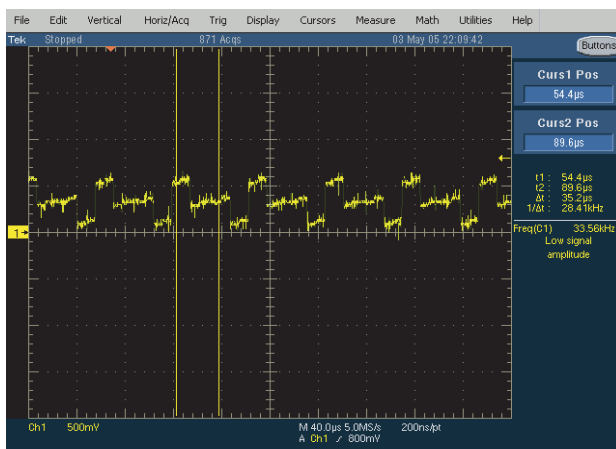 File Edit Vertical Horiz/Acq Trig Display Cursors Measure Math Utilities Help
Tek Stopped 871 Acqs 03 May 05 22:09:42
Buttons
Curs1 Pos
54.4µs
Curs2 Pos
89.6µs
t1: 54.4µs
t2: 89.6µs
Δt: 35.2µs
1/Δt: 28.41kHz
Freq(C1) 33.56kHz
Low signal
amplitude
1
Ch1 500mV M 40.0µs 5.0MS/s 200ns/pt
A Ch1 ∕ 800mV